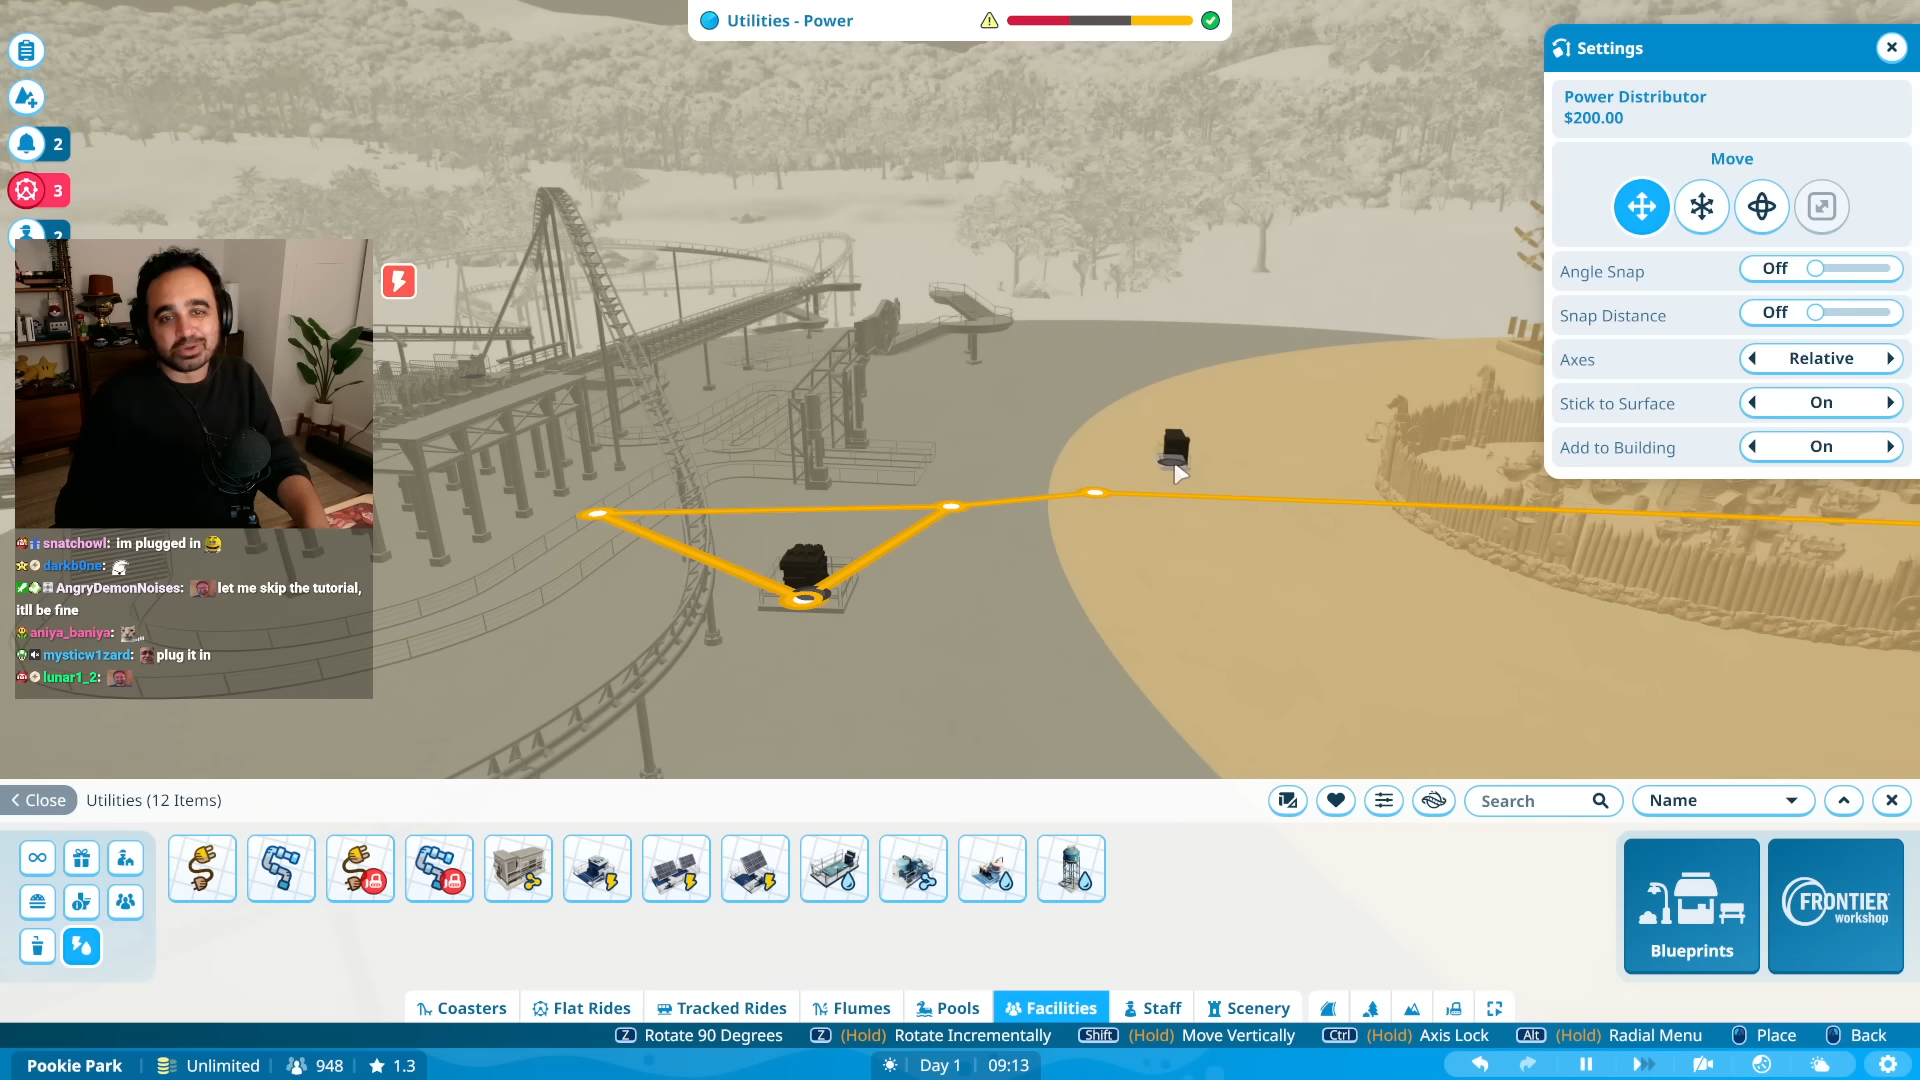 Utilities - Power
Settings
Power Distributor
$200.00
Move
Angle Snap
Off
Snap Distance
Off
Axes
Relative
Stick to Surface
On
Add to Building
On
2
3
2
snatchowl: im plugged in
darkb0ne:
AngryDemonNoises: let me skip the tutorial,
itll be fine
aniya_baniya:
mysticw1zard: plug it in
lunar1_2:
Close
Utilities (12 Items)
Search
Name
Blueprints
FRONTIER
workshop
Coasters
Flat Rides
Tracked Rides
Flumes
Pools
Facilities
Staff
Scenery
Z Rotate 90 Degrees
Z (Hold) Rotate Incrementally
Shift (Hold) Move Vertically
Ctrl (Hold) Axis Lock
Alt (Hold) Radial Menu
Place
Back
Pookie Park
Unlimited
948
1.3
Day 1
09:13